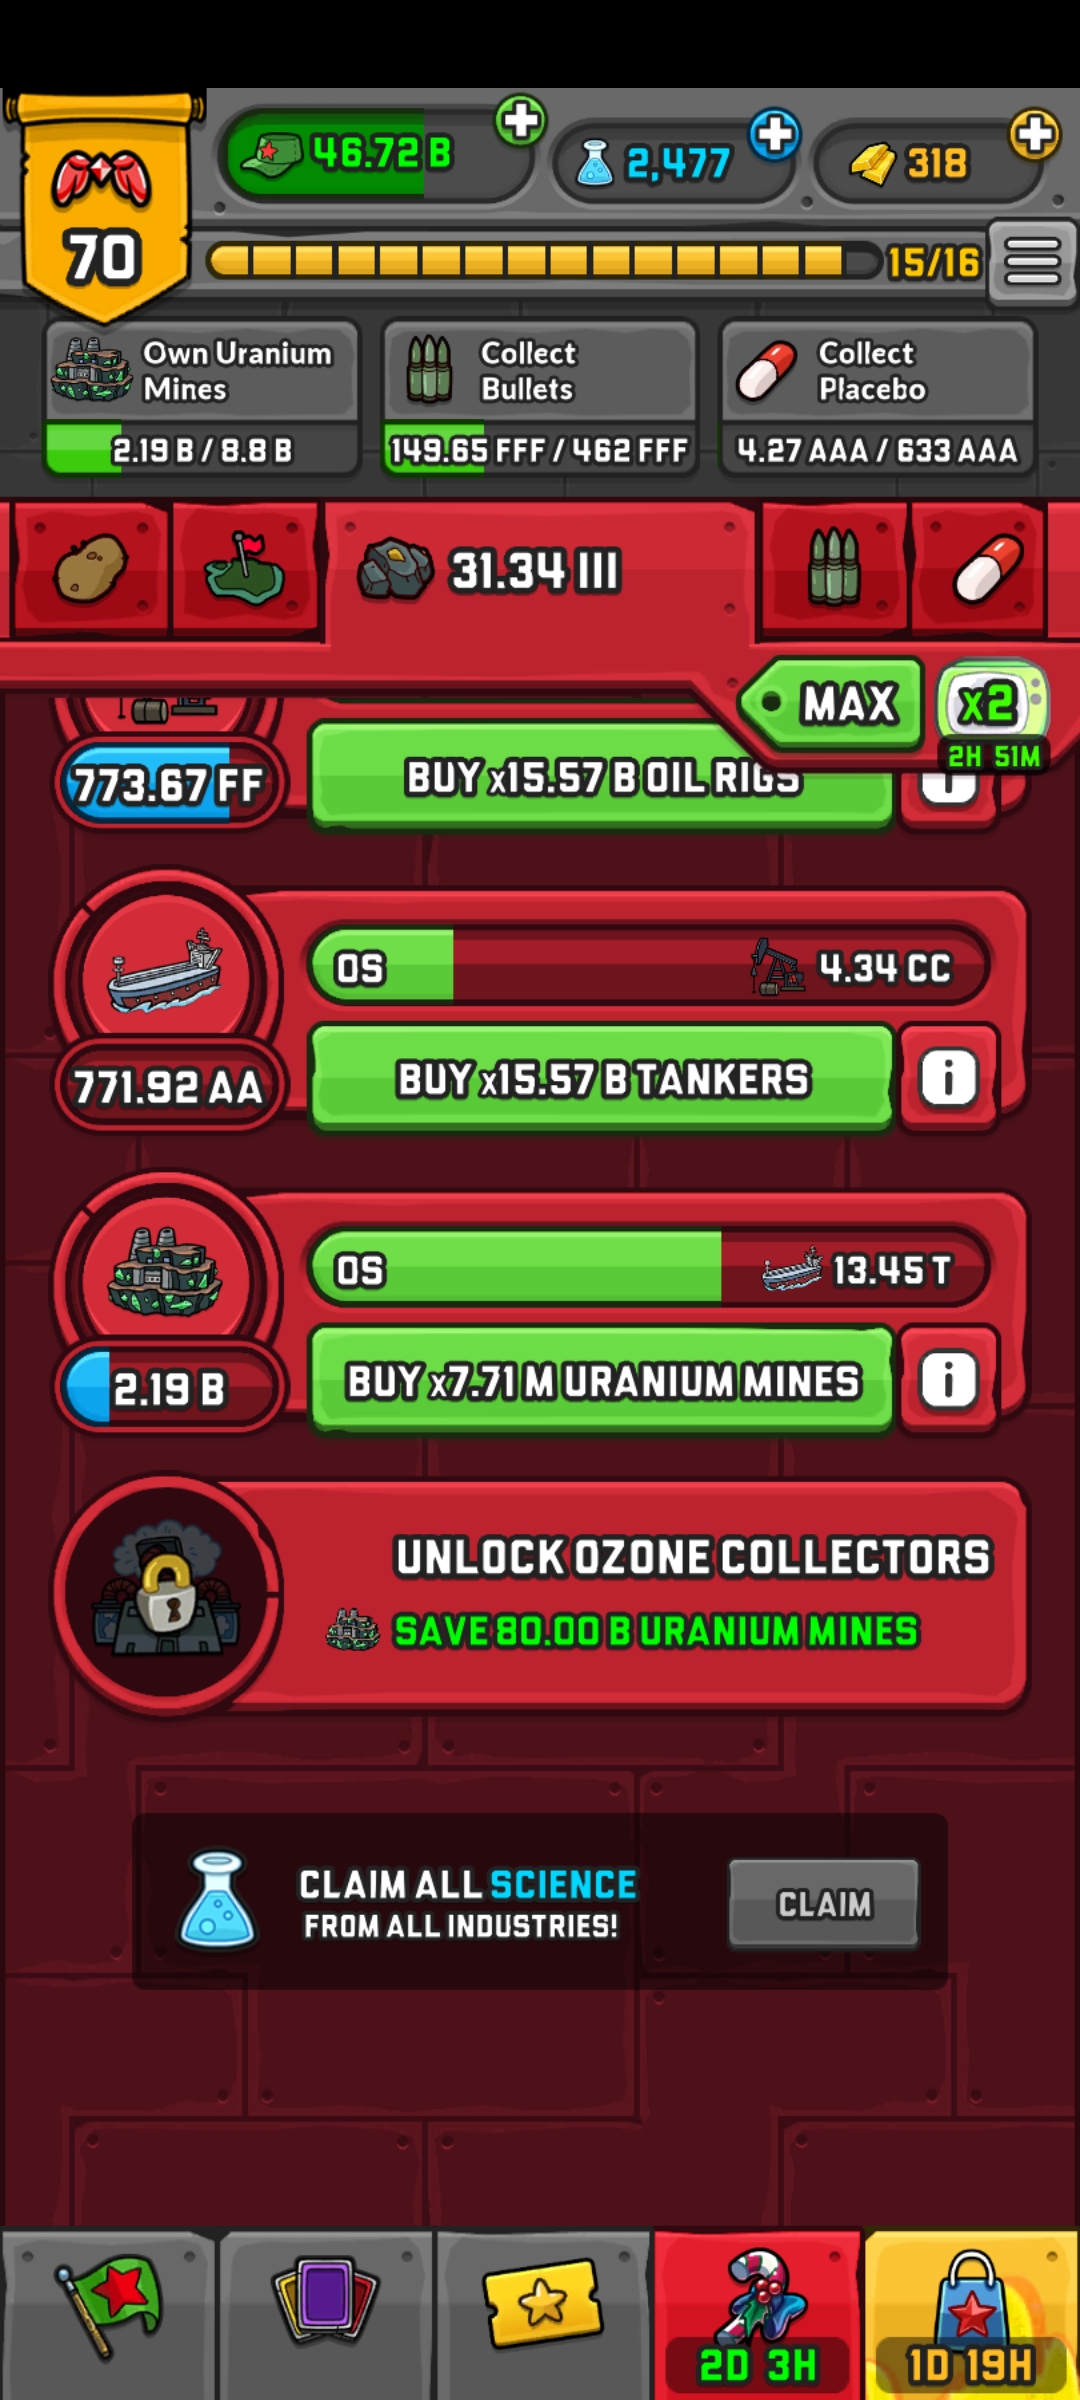 46.72 B
2,477
318
70
15/16
Own Uranium
Mines
2.19 B / 8.8 B
Collect
Bullets
149.65 FFF / 462 FFF
Collect
Placebo
4.27 AAA / 633 AAA
31.34 III
MAX
x2
2H 51M
773.67 FF
BUY x15.57 B OIL RIGS
0S
4.34 CC
771.92 AA
BUY x15.57 B TANKERS
i
0S
13.45 T
2.19 B
BUY x7.71 M URANIUM MINES
i
UNLOCK OZONE COLLECTORS
SAVE 80.00 B URANIUM MINES
CLAIM ALL SCIENCE
FROM ALL INDUSTRIES!
CLAIM
2D 3H
1D 19H